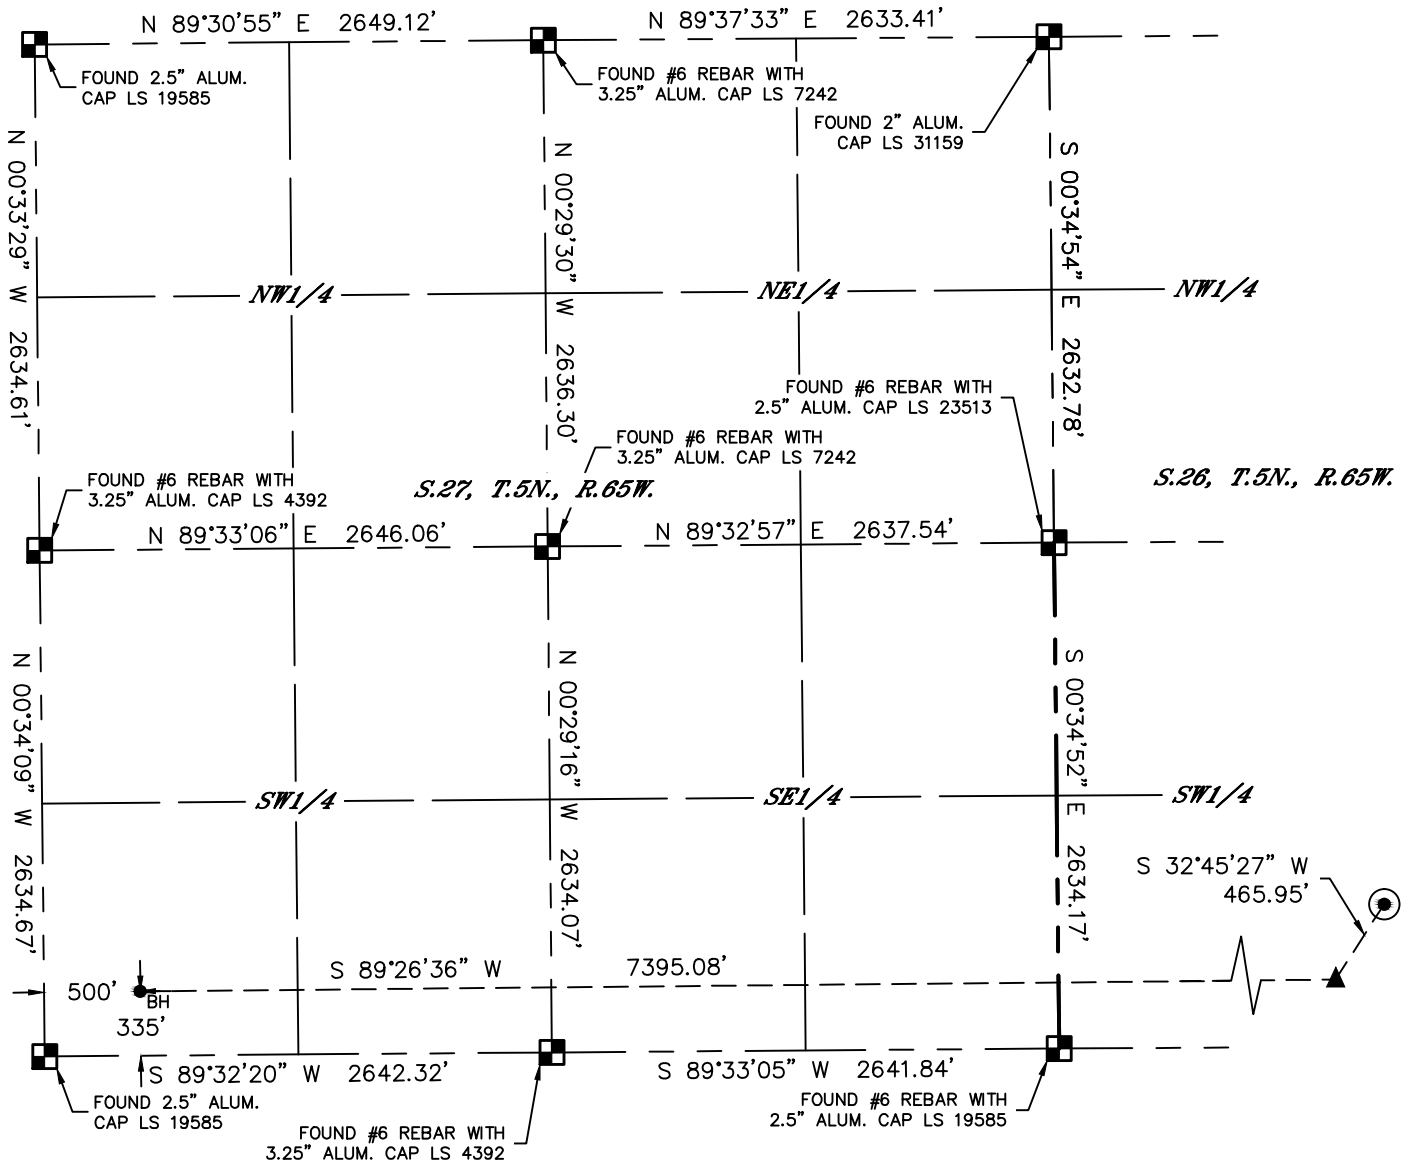 N 89°30'55" E 2649.12'
N 89°37'33" E 2633.41'
FOUND 2.5" ALUM.
CAP LS 19585
FOUND #6 REBAR WITH
3.25" ALUM. CAP LS 7242
FOUND 2" ALUM.
CAP LS 31159
N 00°33'29" W 2634.61'
N 00°29'30" W 2636.30'
S 00°34'54" E 2632.78'
NW1/4
NE1/4
NW1/4
FOUND #6 REBAR WITH
2.5" ALUM. CAP LS 23513
FOUND #6 REBAR WITH
3.25" ALUM. CAP LS 7242
FOUND #6 REBAR WITH
3.25" ALUM. CAP LS 4392
S.27, T.5N., R.65W.
S.26, T.5N., R.65W.
N 89°33'06" E 2646.06'
N 89°32'57" E 2637.54'
N 00°34'09" W 2634.67'
N 00°29'16" W 2634.07'
S 00°34'52" E 2634.17'
SW1/4
SE1/4
SW1/4
S 32°45'27" W
465.95'
S 89°26'36" W 7395.08'
500'
BH
335'
S 89°32'20" W 2642.32'
S 89°33'05" W 2641.84'
FOUND 2.5" ALUM.
CAP LS 19585
FOUND #6 REBAR WITH
3.25" ALUM. CAP LS 4392
FOUND #6 REBAR WITH
2.5" ALUM. CAP LS 19585